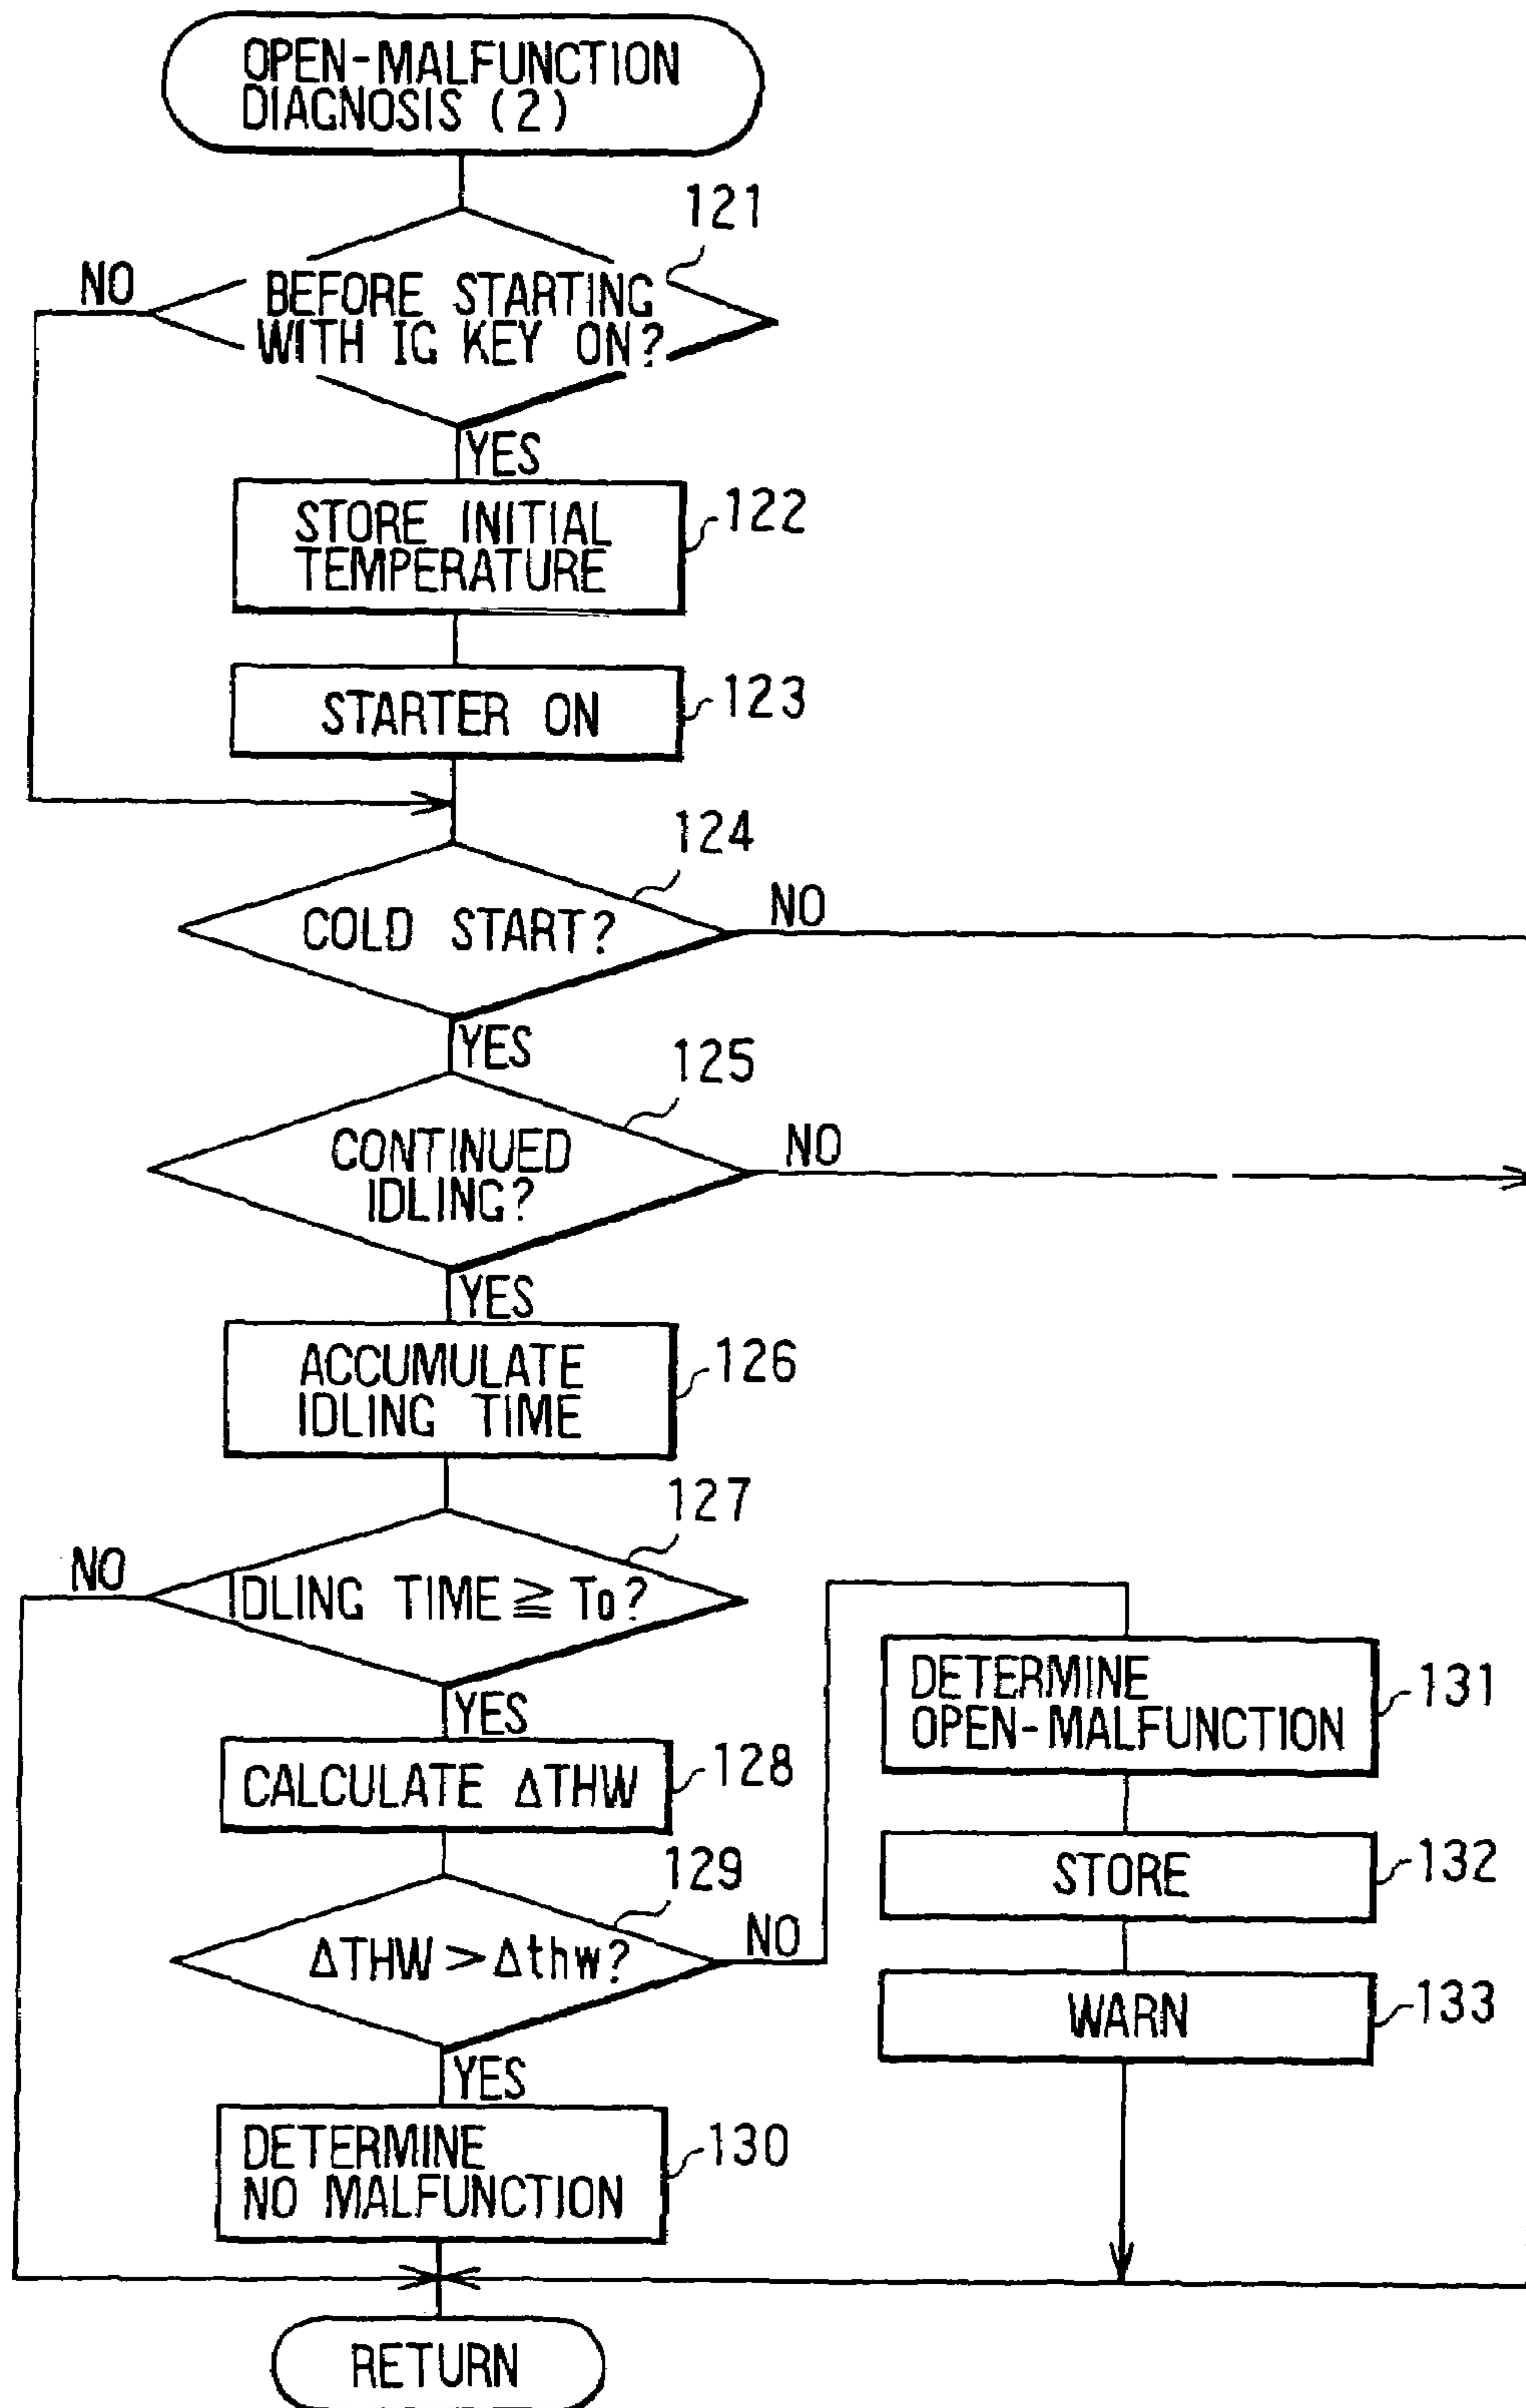 OPEN-MALFUNCTION
DIAGNOSIS (2)
121
NO
BEFORE STARTING
WITH IG KEY ON?
YES
STORE INITIAL
TEMPERATURE
122
STARTER ON
123
124
COLD START?
NO
YES
125
CONTINUED
IDLING?
NO
YES
ACCUMULATE
IDLING TIME
126
127
NO
IDLING TIME ≧ T0?
YES
CALCULATE ΔTHW
128
129
ΔTHW > Δthw?
NO
YES
DETERMINE
NO MALFUNCTION
130
DETERMINE
OPEN-MALFUNCTION
131
STORE
132
WARN
133
RETURN